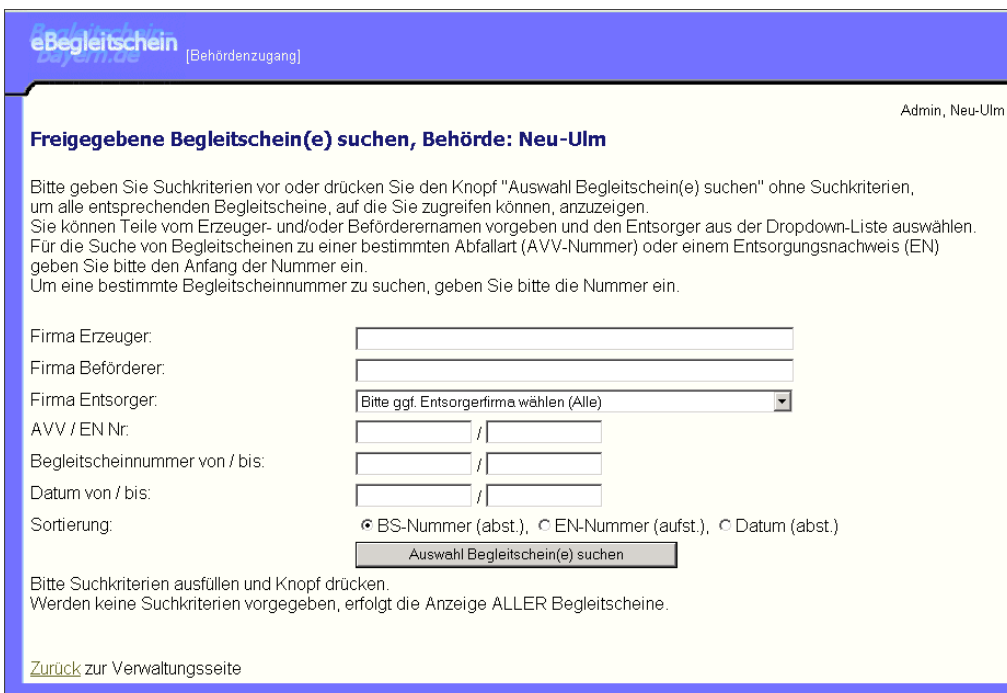 Begleitschein-
bayern.de
eBegleitschein
[Behördenzugang]
Admin, Neu-Ulm
Freigegebene Begleitschein(e) suchen, Behörde: Neu-Ulm
Bitte geben Sie Suchkriterien vor oder drücken Sie den Knopf "Auswahl Begleitschein(e) suchen" ohne Suchkriterien,
um alle entsprechenden Begleitscheine, auf die Sie zugreifen können, anzuzeigen.
Sie können Teile vom Erzeuger- und/oder Beförderernamen vorgeben und den Entsorger aus der Dropdown-Liste auswählen.
Für die Suche von Begleitscheinen zu einer bestimmten Abfallart (AVV-Nummer) oder einem Entsorgungsnachweis (EN)
geben Sie bitte den Anfang der Nummer ein.
Um eine bestimmte Begleitscheinnummer zu suchen, geben Sie bitte die Nummer ein.
Firma Erzeuger:
Firma Beförderer:
Firma Entsorger: Bitte ggf. Entsorgerfirma wählen (Alle)
AVV / EN Nr: /
Begleitscheinnummer von / bis: /
Datum von / bis: /
Sortierung: BS-Nummer (abst.), EN-Nummer (aufst.), Datum (abst.)
Auswahl Begleitschein(e) suchen
Bitte Suchkriterien ausfüllen und Knopf drücken.
Werden keine Suchkriterien vorgegeben, erfolgt die Anzeige ALLER Begleitscheine.
Zurück zur Verwaltungsseite